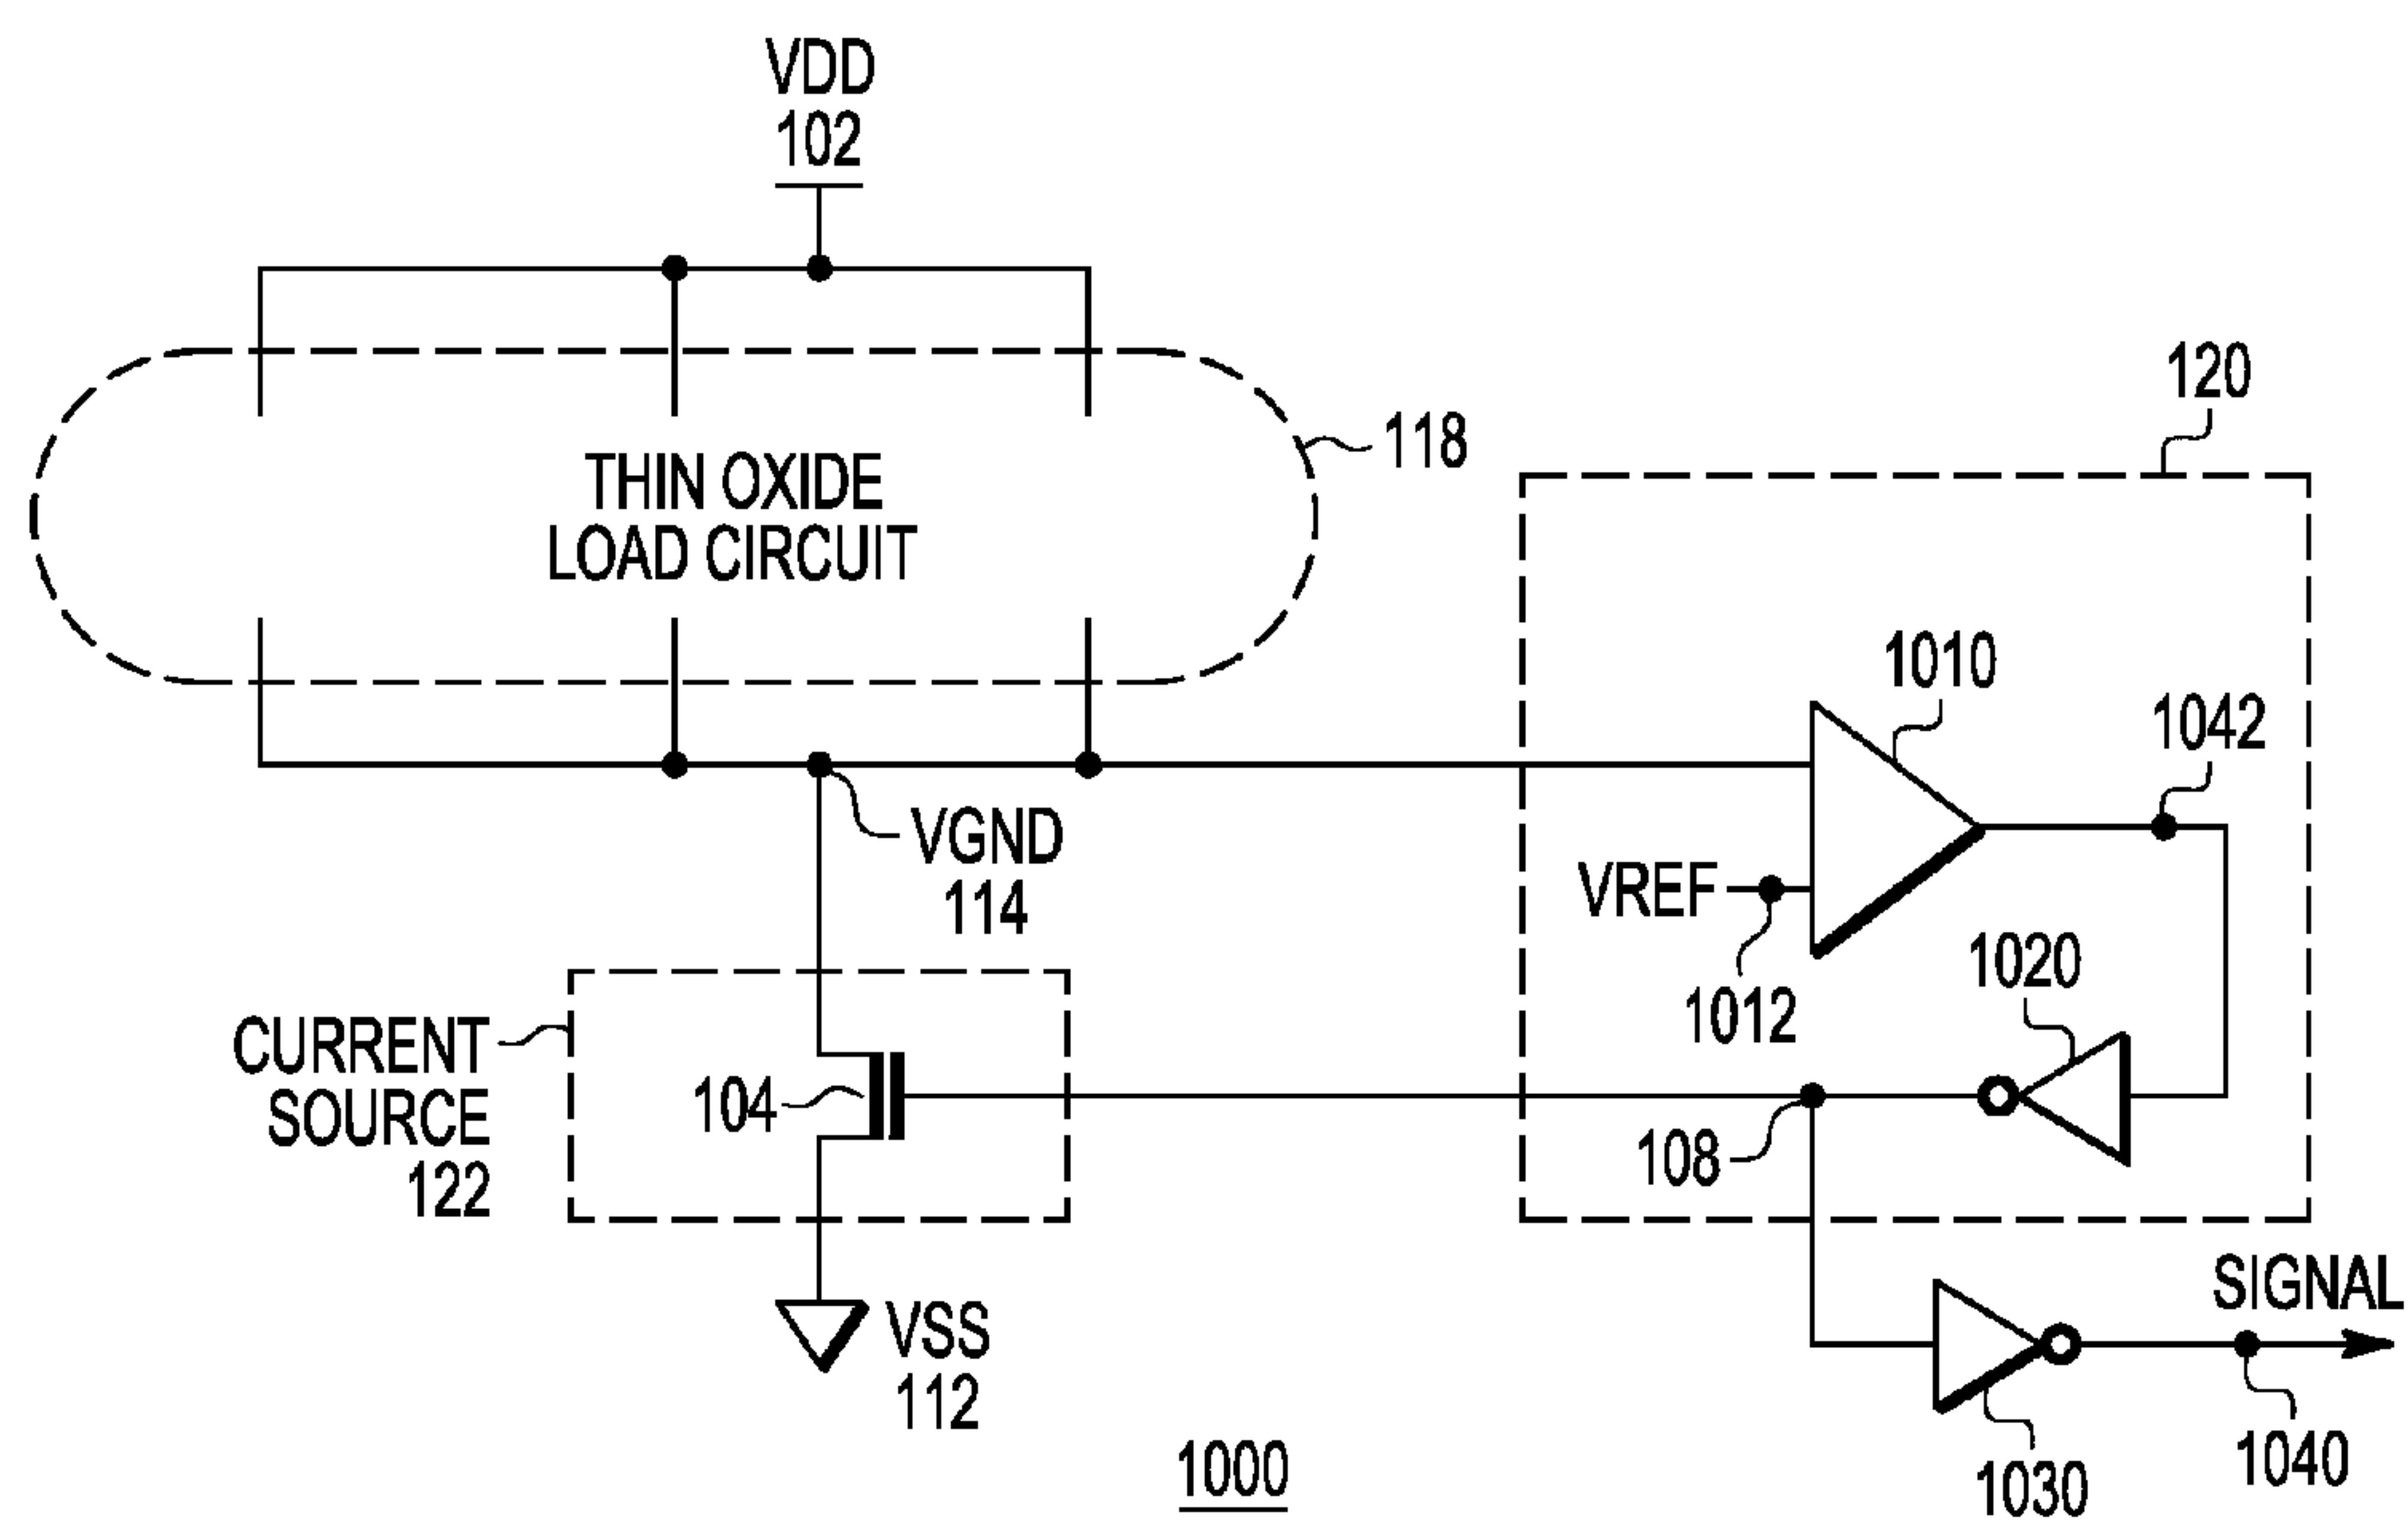 VDD
102
THIN OXIDE
LOAD CIRCUIT
118
120
1010
1042
VGND
114
VREF
1012
1020
CURRENT
SOURCE
122
104
108
VSS
112
SIGNAL
1030
1040
1000